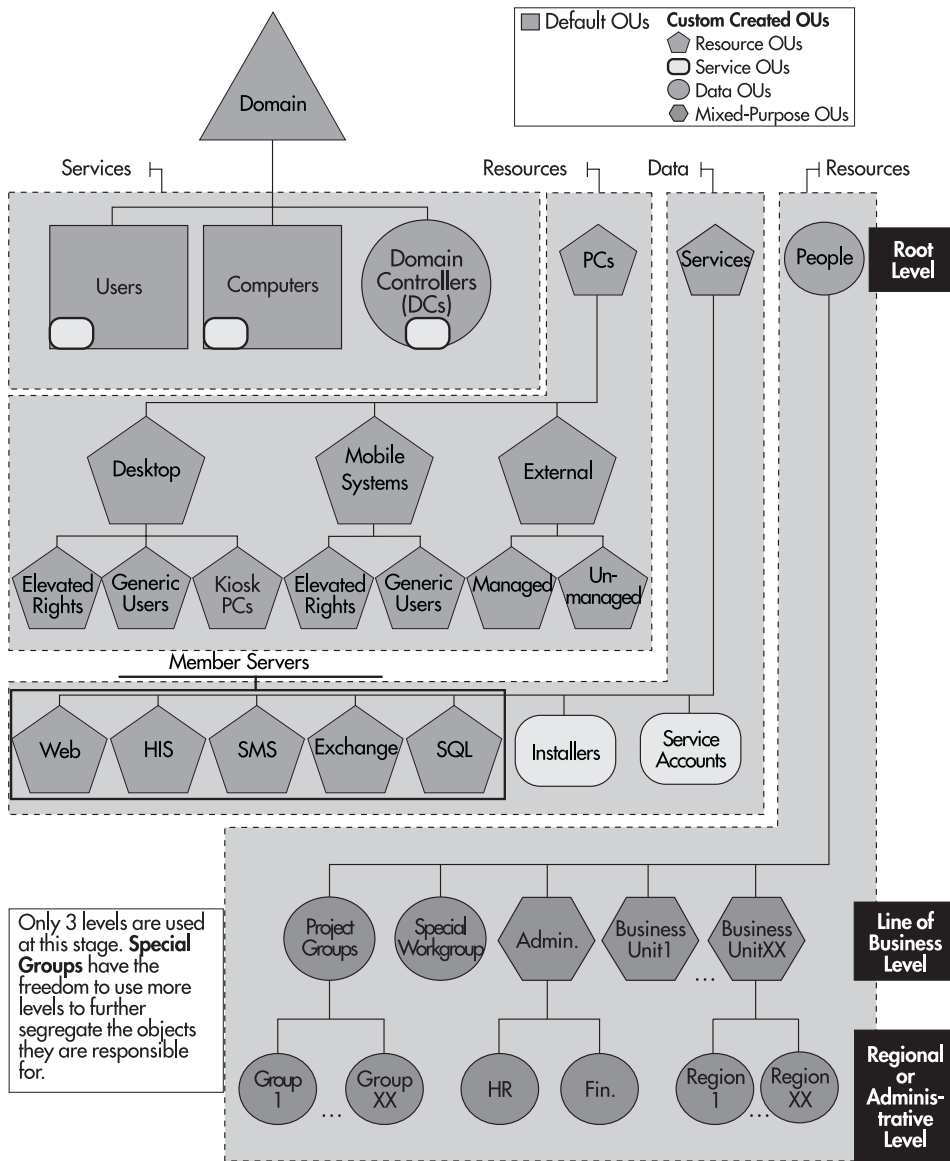 Default OUs
Custom Created OUs
Resource OUs
Service OUs
Data OUs
Mixed-Purpose OUs
Domain
Services
Resources
Data
Resources
Users
Computers
Domain
Controllers
(DCs)
PCs
Services
People
Root
Level
Desktop
Mobile
Systems
External
Elevated
Rights
Generic
Users
Kiosk
PCs
Elevated
Rights
Generic
Users
Managed
Un-
managed
Member Servers
Web
HIS
SMS
Exchange
SQL
Installers
Service
Accounts
Only 3 levels are used
at this stage. Special
Groups have the
freedom to use more
levels to further
segregate the objects
they are responsible
for.
Project
Groups
Special
Workgroup
Admin.
Business
Unit1
...
Business
UnitXX
Line of
Business
Level
Group
1
...
Group
XX
HR
Fin.
Region
1
...
Region
XX
Regional
or
Adminis-
trative
Level